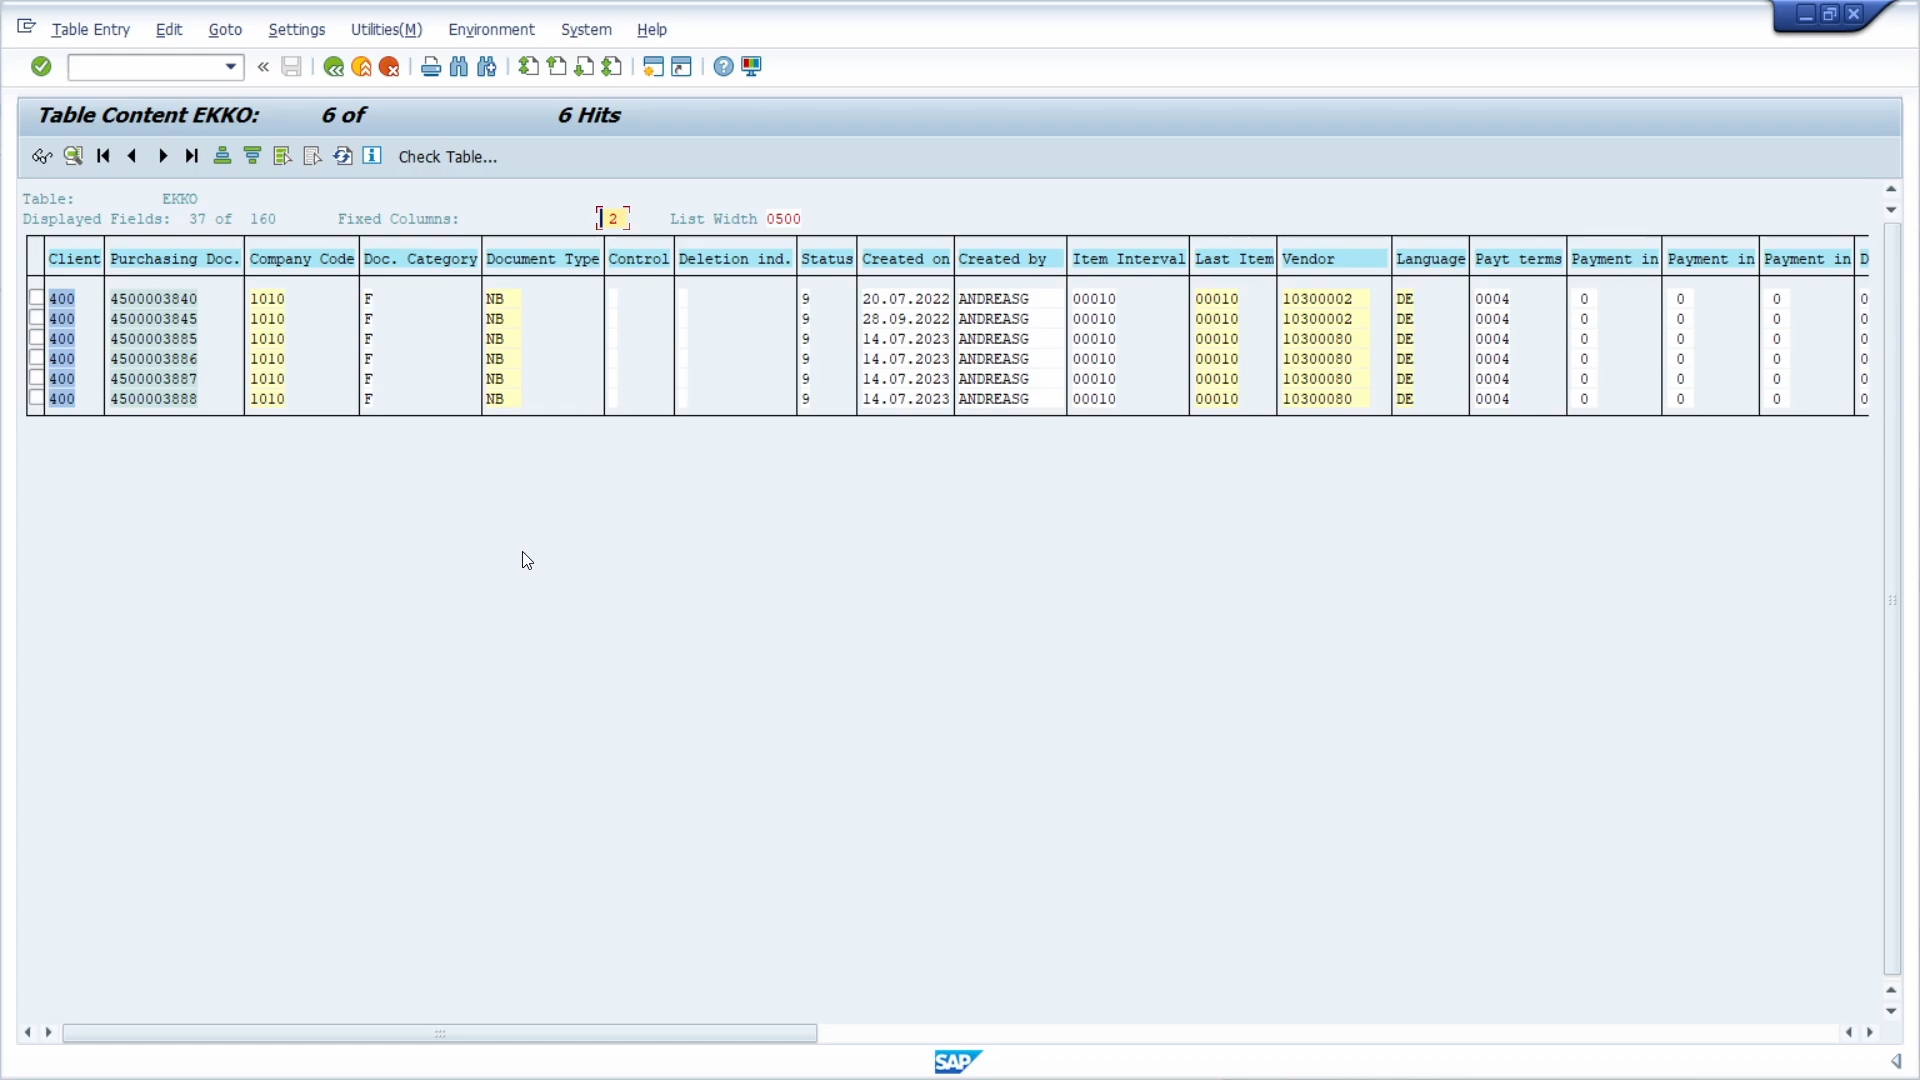 Table Entry Edit Goto Settings Utilities(M) Environment System Help
Table Content EKKO: 6 of 6 Hits
Check Table...
Table: EKKO
Displayed Fields: 37 of 160 Fixed Columns: 2 List Width 0500
Client Purchasing Doc. Company Code Doc. Category Document Type Control Deletion ind. Status Created on Created by Item Interval Last Item Vendor Language Payt terms Payment in Payment in Payment in D
400 4500003840 1010 F NB 9 20.07.2022 ANDREASG 00010 00010 10300002 DE 0004 0 0 0 0
400 4500003845 1010 F NB 9 28.09.2022 ANDREASG 00010 00010 10300002 DE 0004 0 0 0 0
400 4500003885 1010 F NB 9 14.07.2023 ANDREASG 00010 00010 10300080 DE 0004 0 0 0 0
400 4500003886 1010 F NB 9 14.07.2023 ANDREASG 00010 00010 10300080 DE 0004 0 0 0 0
400 4500003887 1010 F NB 9 14.07.2023 ANDREASG 00010 00010 10300080 DE 0004 0 0 0 0
400 4500003888 1010 F NB 9 14.07.2023 ANDREASG 00010 00010 10300080 DE 0004 0 0 0 0
SAP